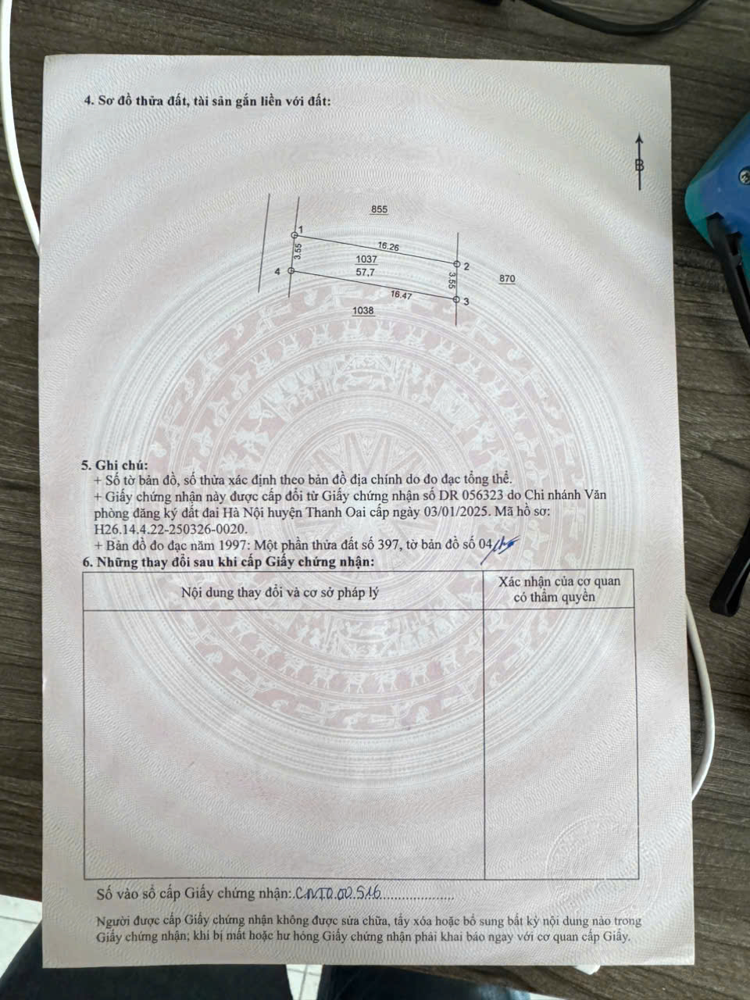 4. Sơ đồ thửa đất, tài sản gắn liền với đất:
B
855
1
16.26
3.55
1037
57,7
2
4
3.55
870
16.47
3
1038
5. Ghi chú:
+ Số tờ bản đồ, số thửa xác định theo bản đồ địa chính do đo đạc tổng thể.
+ Giấy chứng nhận này được cấp đổi từ Giấy chứng nhận số DR 056323 do Chi nhánh Văn
phòng đăng ký đất đai Hà Nội huyện Thanh Oai cấp ngày 03/01/2025. Mã hồ sơ:
H26.14.4.22-250326-0020.
+ Bản đồ đo đạc năm 1997: Một phần thửa đất số 397, tờ bản đồ số 04
6. Những thay đổi sau khi cấp Giấy chứng nhận:
Nội dung thay đổi và cơ sở pháp lý
Xác nhận của cơ quan
có thẩm quyền
Số vào sổ cấp Giấy chứng nhận:
Người được cấp Giấy chứng nhận không được sửa chữa, tẩy xóa hoặc bổ sung bất kỳ nội dung nào trong
Giấy chứng nhận; khi bị mất hoặc hư hỏng Giấy chứng nhận phải khai báo ngay với cơ quan cấp Giấy.